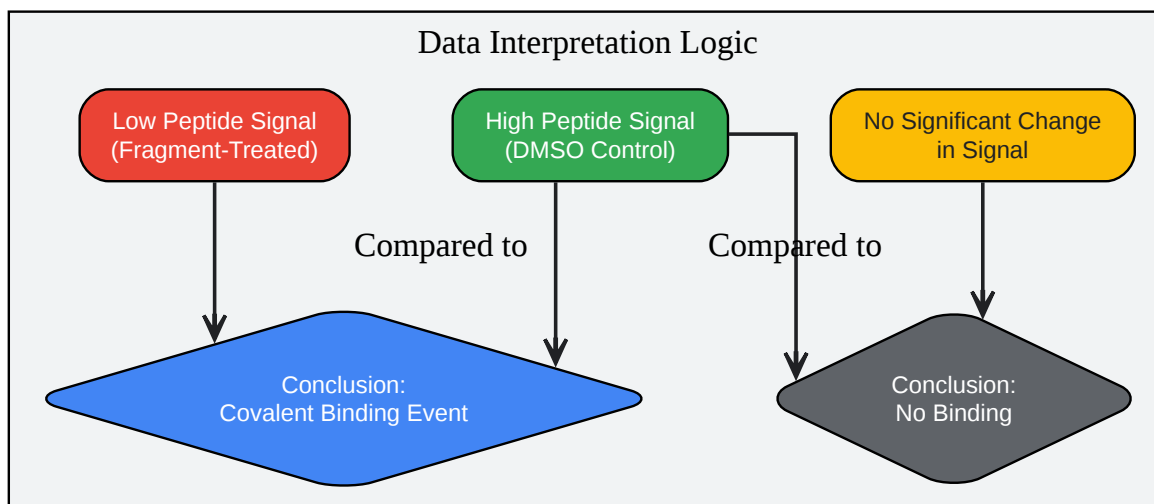 Data Interpretation Logic
Low Peptide Signal
(Fragment-Treated)
High Peptide Signal
(DMSO Control)
No Significant Change
in Signal
Compared to
Compared to
Conclusion:
Covalent Binding Event
Conclusion:
No Binding